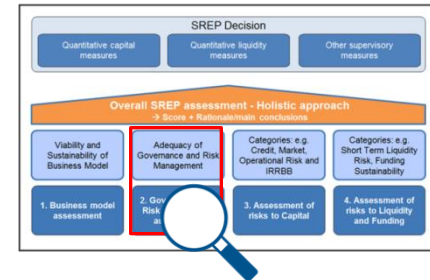 SREP Decision
Quantitative capital
measures
Quantitative liquidity
measures
Other supervisory
measures
Overall SREP assessment - Holistic approach
→ Score + Rationale/main conclusions
Viability and
Sustainability of
Business Model
Adequacy of
Governance and Risk
Management
Categories: e.g.
Credit, Market,
Operational Risk and
IRRBB
Categories: e.g.
Short Term Liquidity
Risk, Funding
Sustainability
1. Business model
assessment
2. Gov
Risk
as
3. Assessment of
risks to Capital
4. Assessment of
risks to Liquidity
and Funding